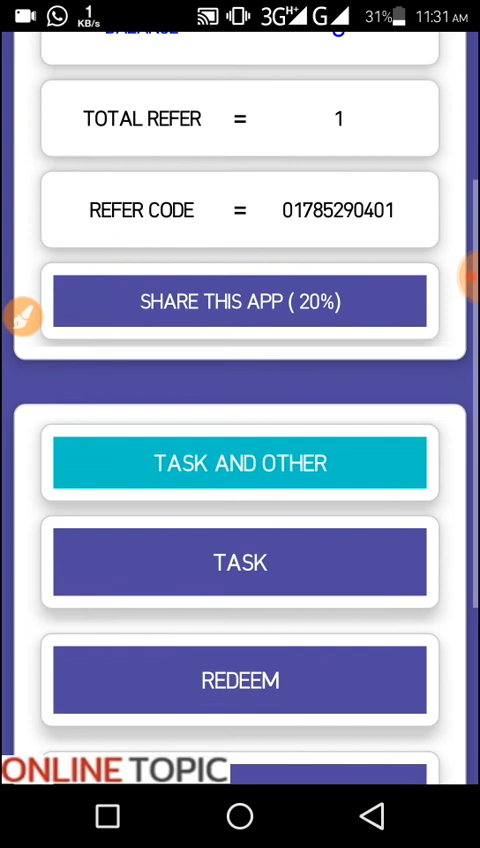 1
KB/s
3G H+ G 31% 11:31 AM
BALANCE
TOTAL REFER = 1
REFER CODE = 01785290401
SHARE THIS APP ( 20%)
TASK AND OTHER
TASK
REDEEM
ONLINE TOPIC